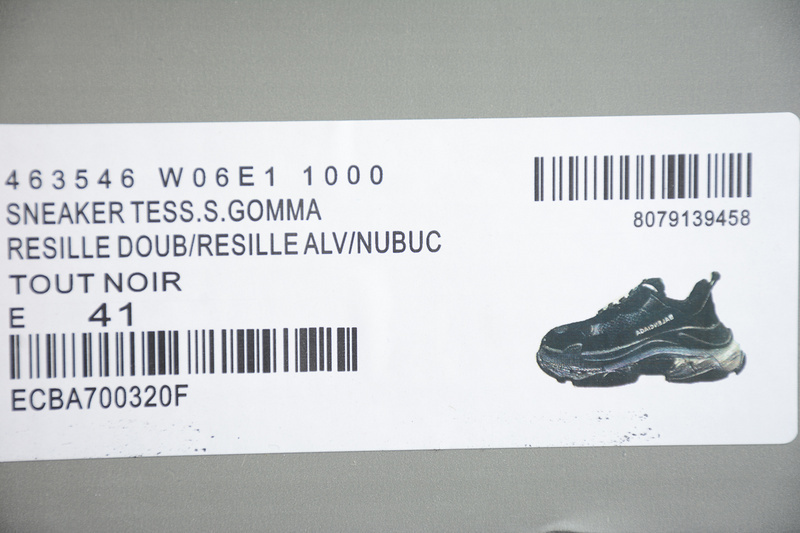 463546 W06E1 1000
SNEAKER TESS.S.GOMMA
RESILLE DOUB/RESILLE ALV/NUBUC
TOUT NOIR
E 41
ECBA700320F
8079139458